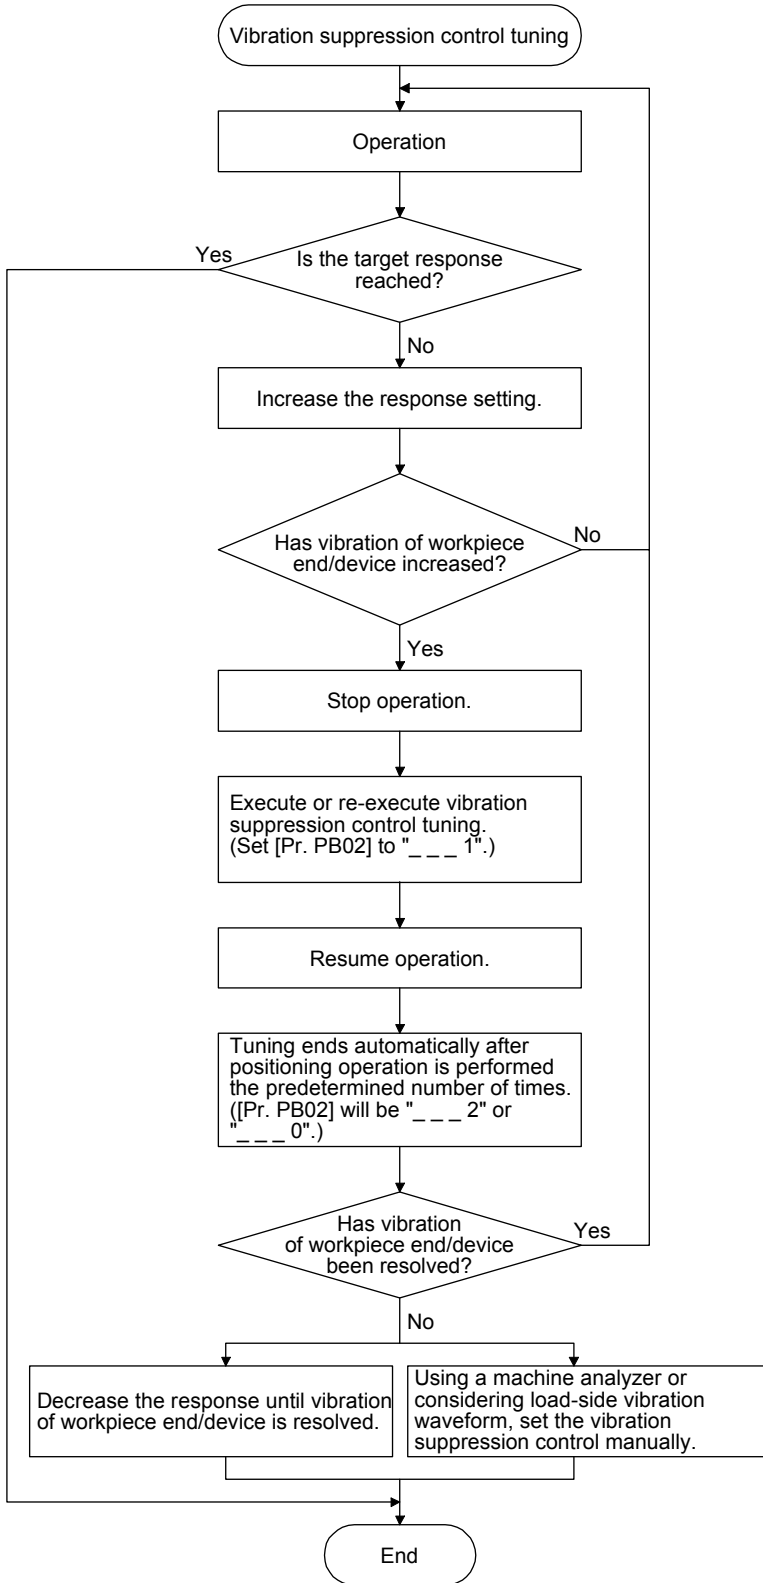 Vibration suppression control tuning
Operation
Yes
Is the target response
reached?
No
Increase the response setting.
Has vibration of workpiece
end/device increased?
No
Yes
Stop operation.
Execute or re-execute vibration
suppression control tuning.
(Set [Pr. PB02] to "_ _ _ 1".)
Resume operation.
Tuning ends automatically after
positioning operation is performed
the predetermined number of times.
([Pr. PB02] will be "_ _ _ 2" or
"_ _ _ 0".)
Has vibration
of workpiece end/device
been resolved?
Yes
No
Decrease the response until vibration
of workpiece end/device is resolved.
Using a machine analyzer or
considering load-side vibration
waveform, set the vibration
suppression control manually.
End